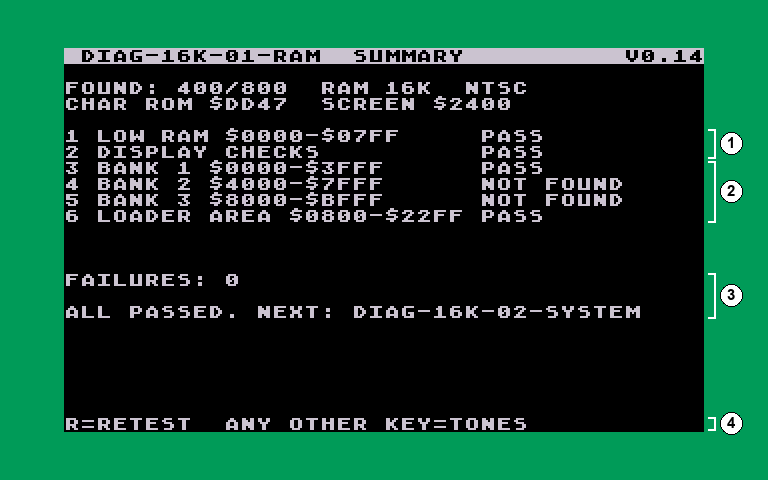 DIAG-16K-01-RAM SUMMARY V0.14
FOUND: 400/800 RAM 16K NTSC
CHAR ROM $DD47 SCREEN $2400
1 LOW RAM $0000-$07FF PASS
2 DISPLAY CHECKS PASS
3 BANK 1 $0000-$3FFF PASS
4 BANK 2 $4000-$7FFF NOT FOUND
5 BANK 3 $8000-$BFFF NOT FOUND
6 LOADER AREA $0800-$22FF PASS
1
2
FAILURES: 0
ALL PASSED. NEXT: DIAG-16K-02-SYSTEM
3
R=RETEST ANY OTHER KEY=TONES
4